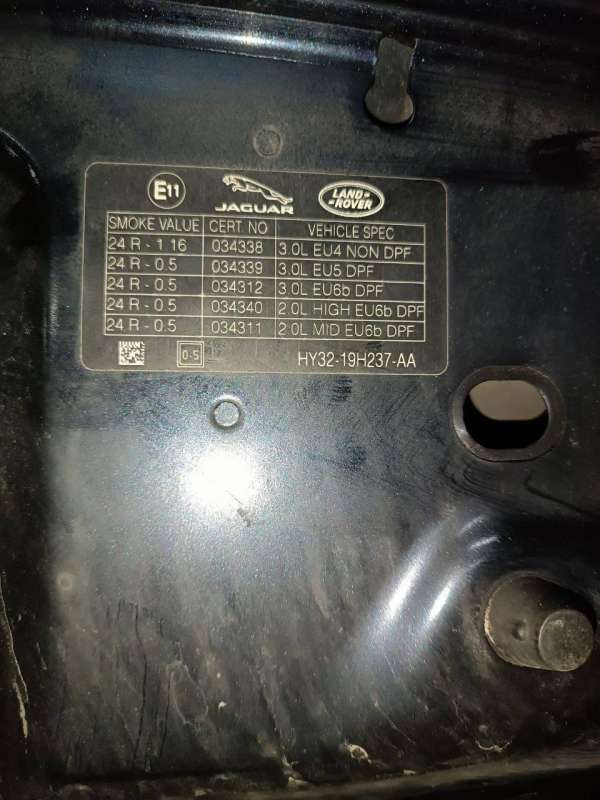 E11
JAGUAR
LAND ROVER
SMOKE VALUE CERT. NO VEHICLE SPEC
24 R - 1 16 034338 3.0L EU4 NON DPF
24 R - 0.5 034339 3.0L EU5 DPF
24 R - 0.5 034312 3.0L EU6b DPF
24 R - 0.5 034340 2.0L HIGH EU6b DPF
24 R - 0.5 034311 2.0L MID EU6b DPF
0.5 HY32-19H237-AA